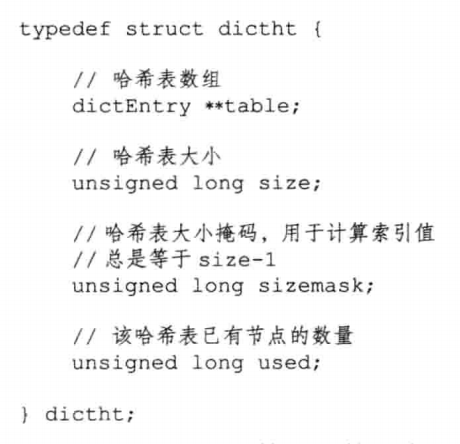 typedef struct dictht {
// 哈希表数组
dictEntry **table;
// 哈希表大小
unsigned long size;
// 哈希表大小掩码，用于计算索引值
// 总是等于 size-1
unsigned long sizemask;
// 该哈希表已有节点的数量
unsigned long used;
} dictht;